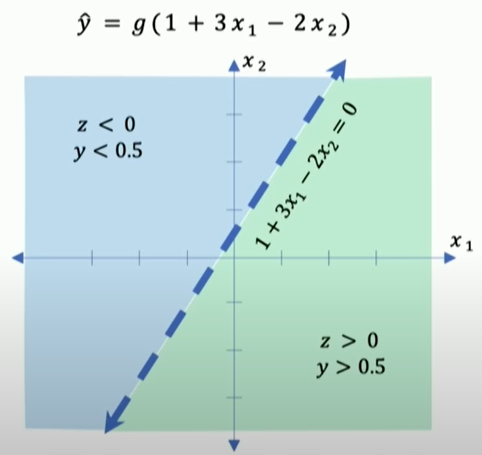 ŷ = g(1 + 3x₁ − 2x₂)
x₂
z < 0
y < 0.5
1 + 3x₁ − 2x₂ = 0
x₁
z > 0
y > 0.5